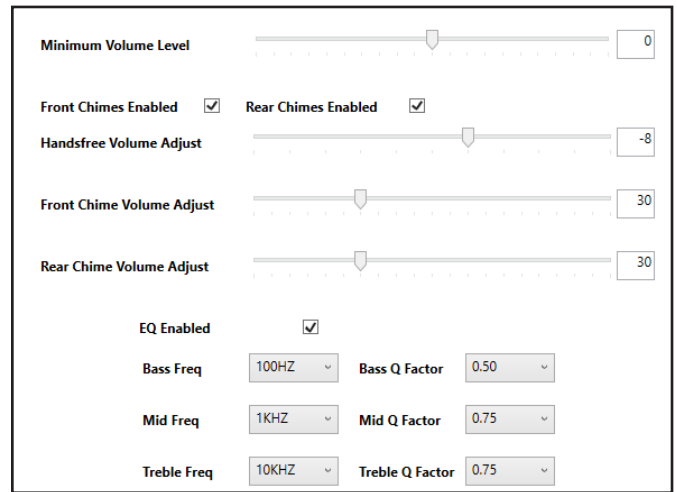 Minimum Volume Level 0
Front Chimes Enabled Rear Chimes Enabled
Handsfree Volume Adjust -8
Front Chime Volume Adjust 30
Rear Chime Volume Adjust 30
EQ Enabled
Bass Freq 100HZ Bass Q Factor 0.50
Mid Freq 1KHZ Mid Q Factor 0.75
Treble Freq 10KHZ Treble Q Factor 0.75